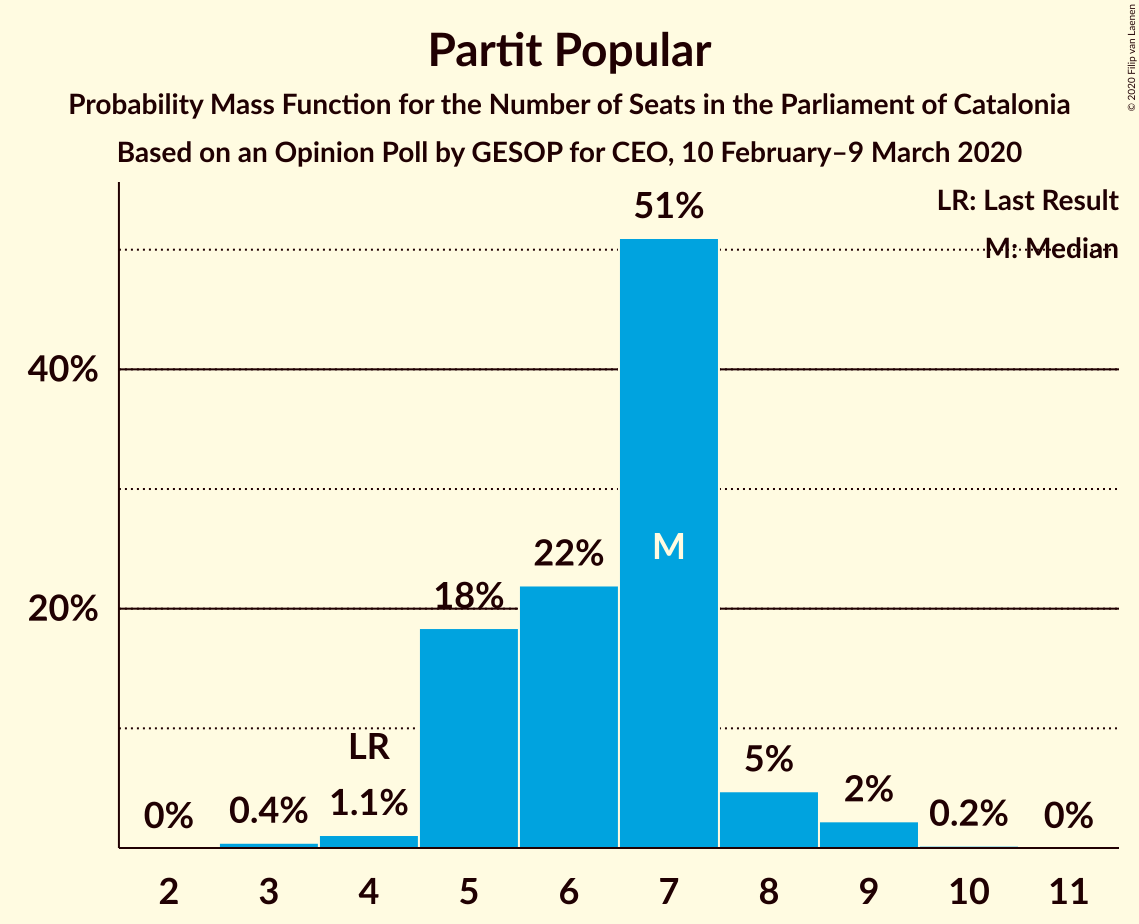 Partit Popular
Probability Mass Function for the Number of Seats in the Parliament of Catalonia
Based on an Opinion Poll by GESOP for CEO, 10 February–9 March 2020
© 2020 Filip van Laenen
LR: Last Result
M: Median
51%
40%
22%
M
18%
20%
LR
5%
0%
0.4%
1.1%
2%
0.2%
0%
2 3 4 5 6 7 8 9 10 11